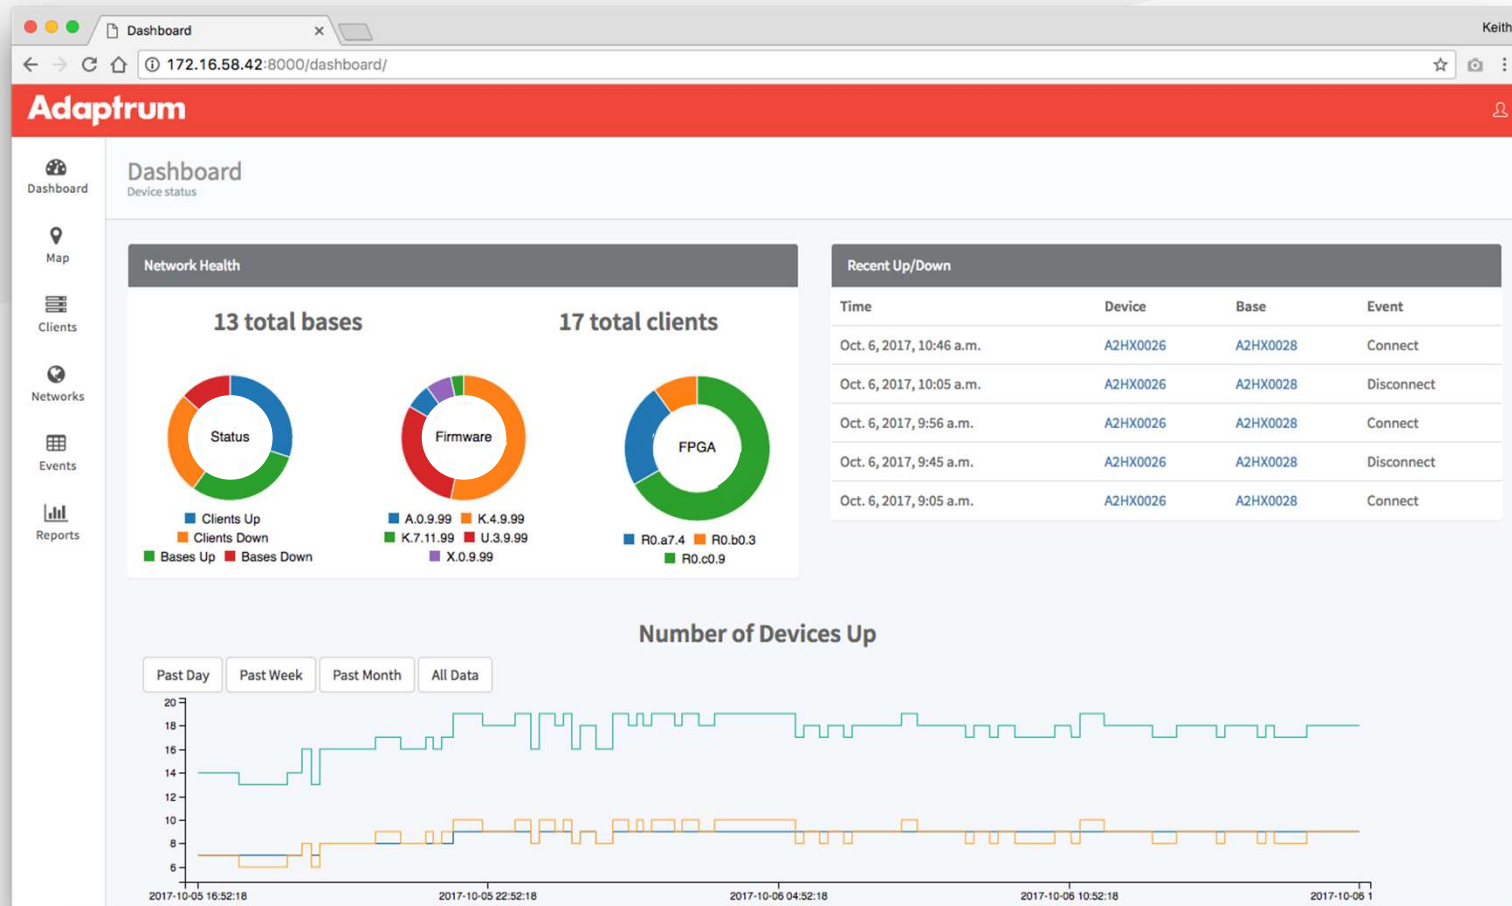 Dashboard
Keith
172.16.58.42:8000/dashboard/
Adaptrum
Dashboard
Map
Clients
Networks
Events
Reports
Dashboard
Device status
Network Health
13 total bases
17 total clients
Status
Firmware
FPGA
Clients Up
Clients Down
Bases Up Bases Down
A.0.9.99 K.4.9.99
K.7.11.99 U.3.9.99
X.0.9.99
R0.a7.4 R0.b0.3
R0.c0.9
Recent Up/Down
Time Device Base Event
Oct. 6, 2017, 10:46 a.m. A2HX0026 A2HX0028 Connect
Oct. 6, 2017, 10:05 a.m. A2HX0026 A2HX0028 Disconnect
Oct. 6, 2017, 9:56 a.m. A2HX0026 A2HX0028 Connect
Oct. 6, 2017, 9:45 a.m. A2HX0026 A2HX0028 Disconnect
Oct. 6, 2017, 9:05 a.m. A2HX0026 A2HX0028 Connect
Number of Devices Up
Past Day Past Week Past Month All Data
20
18
16
14
12
10
8
6
2017-10-05 16:52:18 2017-10-05 22:52:18 2017-10-06 04:52:18 2017-10-06 10:52:18 2017-10-06 1